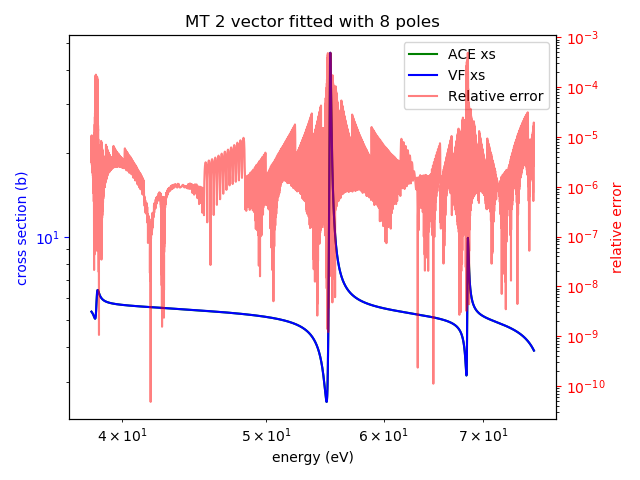 MT 2 vector fitted with 8 poles
cross section (b)
10¹
ACE xs
VF xs
Relative error
10⁻³
10⁻⁴
10⁻⁵
10⁻⁶
10⁻⁷
10⁻⁸
10⁻⁹
10⁻¹⁰
relative error
4 × 10¹ 5 × 10¹ 6 × 10¹ 7 × 10¹
energy (eV)